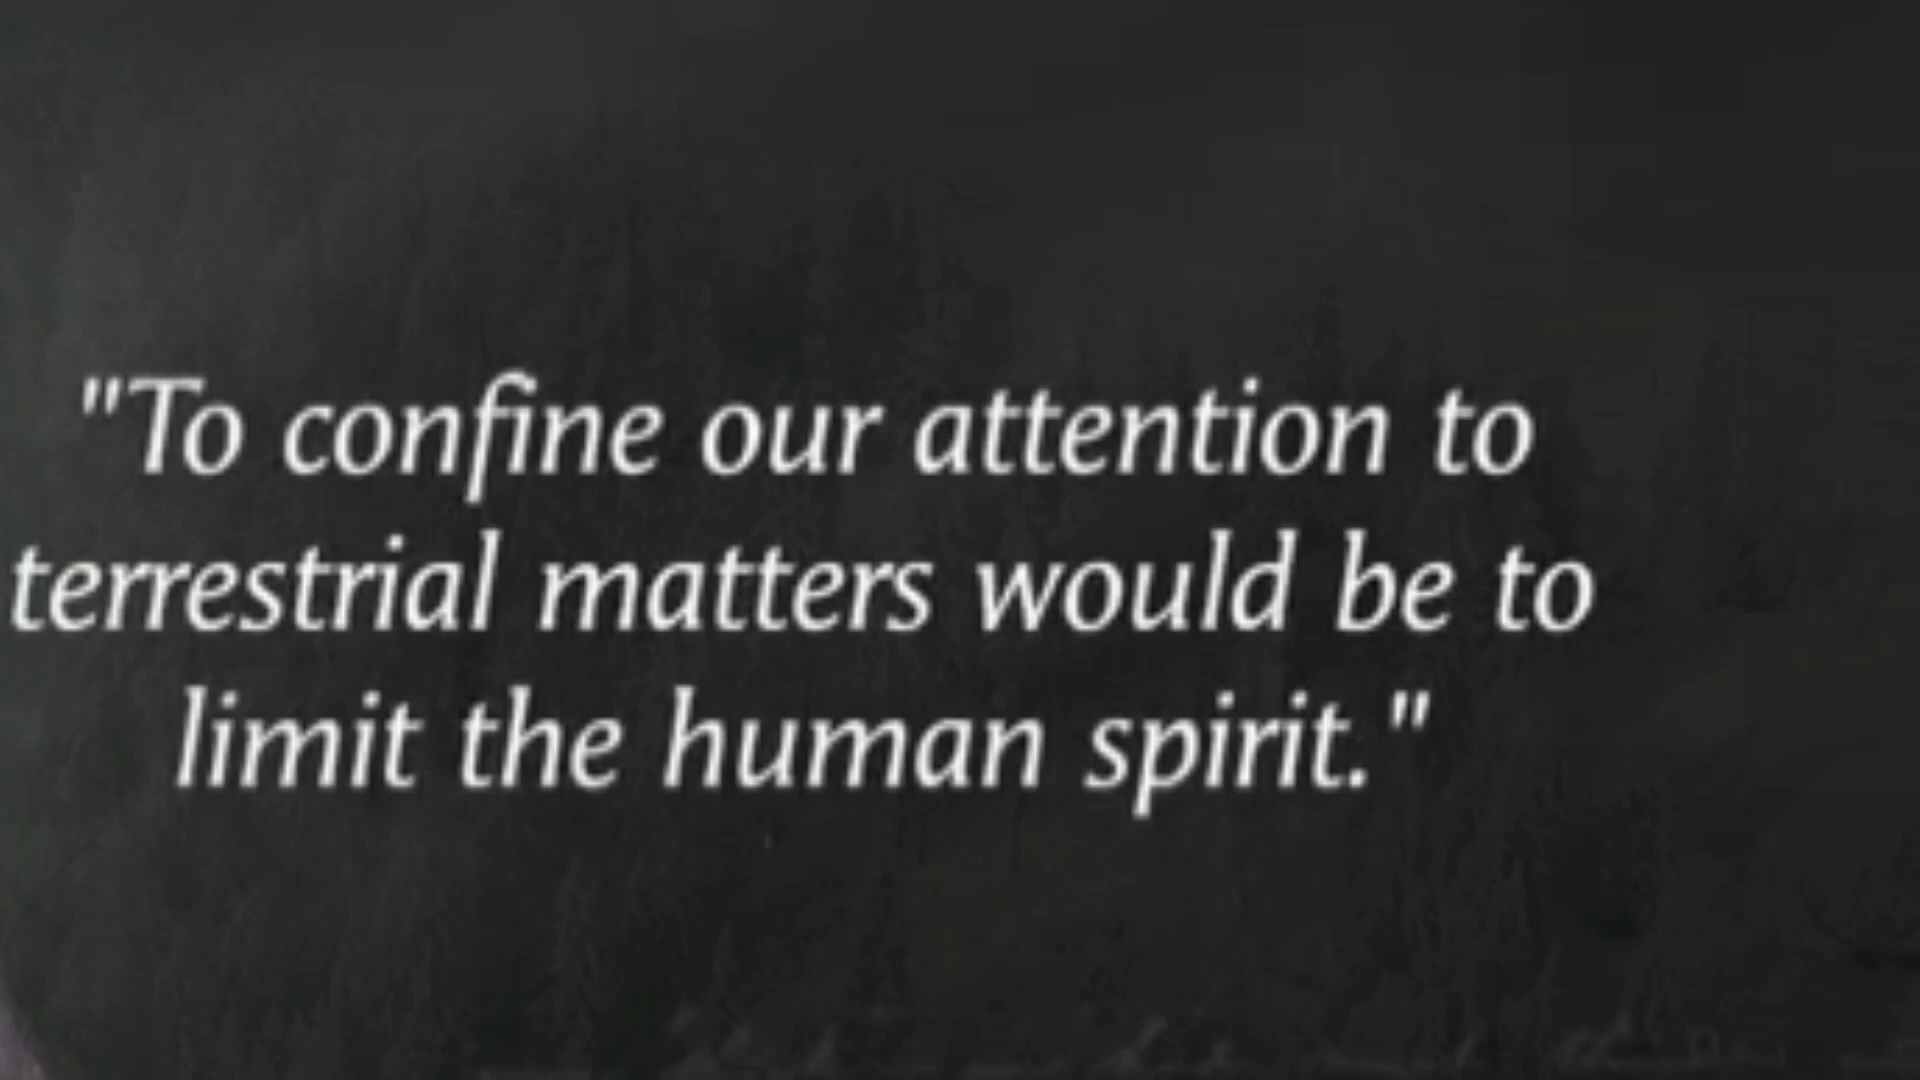 "To confine our attention to
terrestrial matters would be to
limit the human spirit."